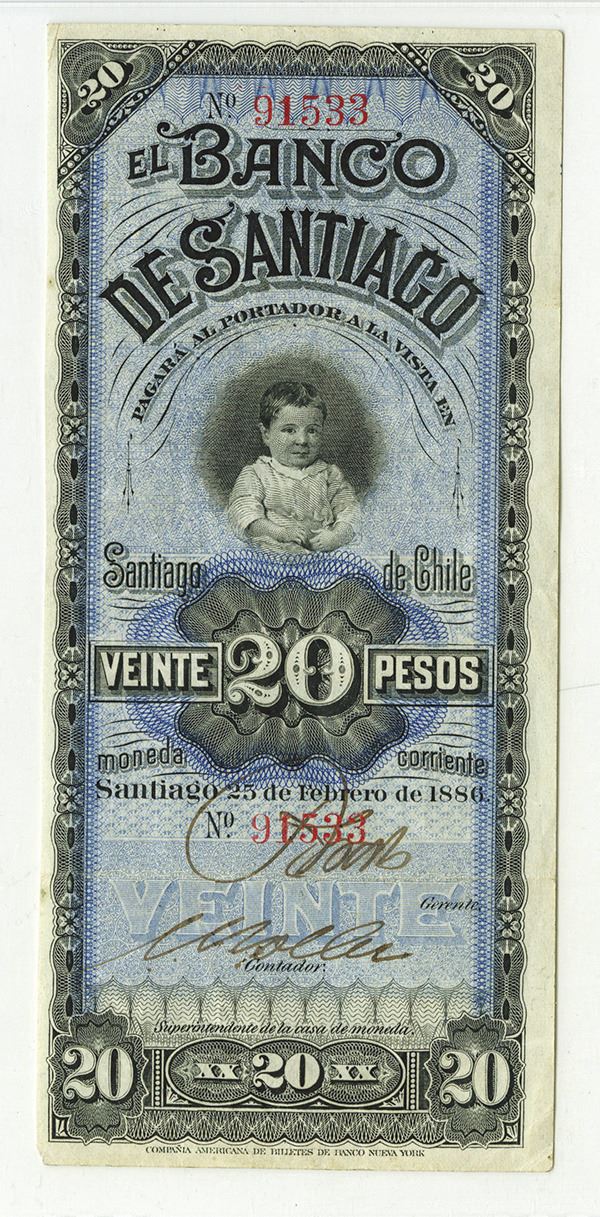 20 20
Nº 91533
EL BANCO
DE SANTIAGO
PAGARÁ AL PORTADOR A LA VISTA EN
Santiago de Chile
VEINTE 20 PESOS
moneda corriente
Santiago 25 de Febrero de 1886.
Nº 91533
VEINTE
Gerente.
Contador.
Superintendente de la casa de moneda.
20 XX 20 XX 20
COMPAÑIA AMERICANA DE BILLETES DE BANCO NUEVA YORK